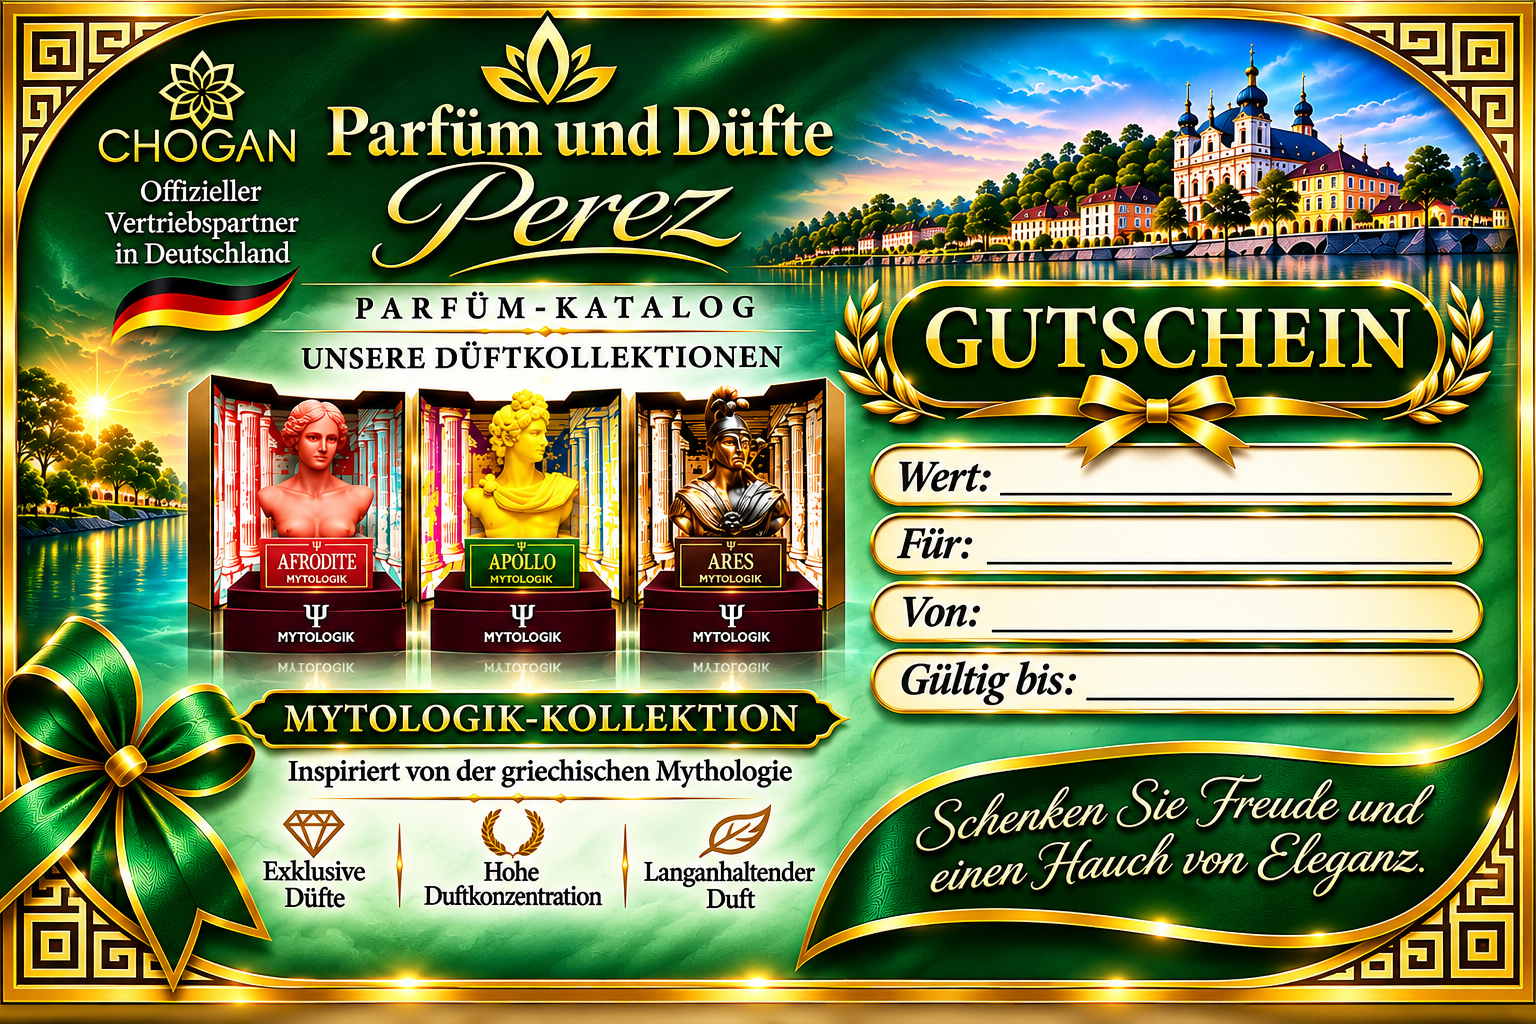 CHOGAN
Offizieller
Vertriebspartner
in Deutschland
Parfüm und Düfte
Perez
PARFÜM-KATALOG
UNSERE DÜFTKOLLEKTIONEN
AFRODITE
MYTOLOGIK
Ψ
MYTOLOGIK
APOLLO
MYTOLOGIK
Ψ
MYTOLOGIK
ARES
MYTOLOGIK
Ψ
MYTOLOGIK
MYTOLOGIK-KOLLEKTION
Inspiriert von der griechischen Mythologie
Exklusive
Düfte
Hohe
Duftkonzentration
Langanhaltender
Duft
GUTSCHEIN
Wert:
Für:
Von:
Gültig bis:
Schenken Sie Freude und
einen Hauch von Eleganz.